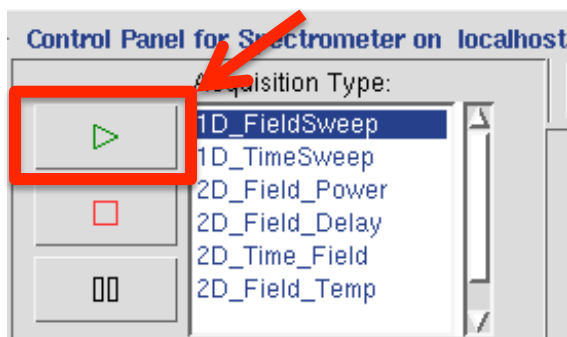 Control Panel for Spectrometer on localhost
Acquisition Type:
1D_FieldSweep
1D_TimeSweep
2D_Field_Power
2D_Field_Delay
2D_Time_Field
2D_Field_Temp